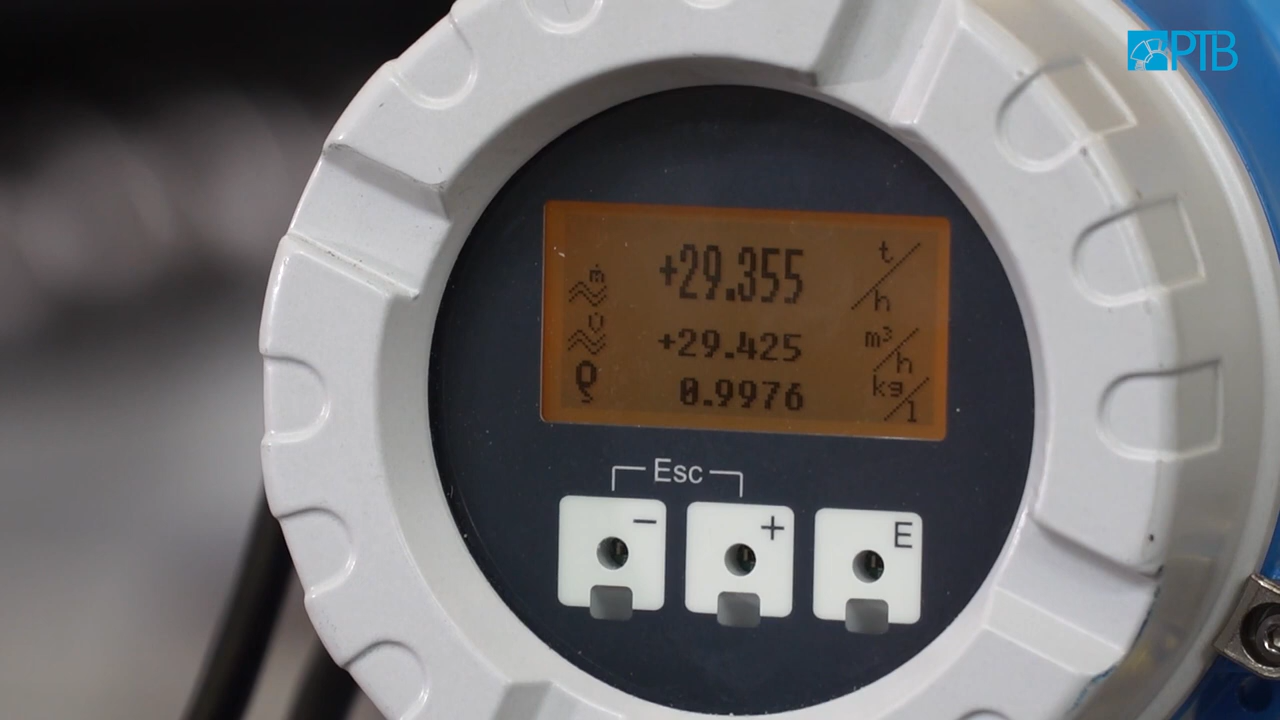 PTB
ṁ +29.355 t/h
V̇ +29.425 m³/h
ρ 0.9976 kg/l
Esc
− + E